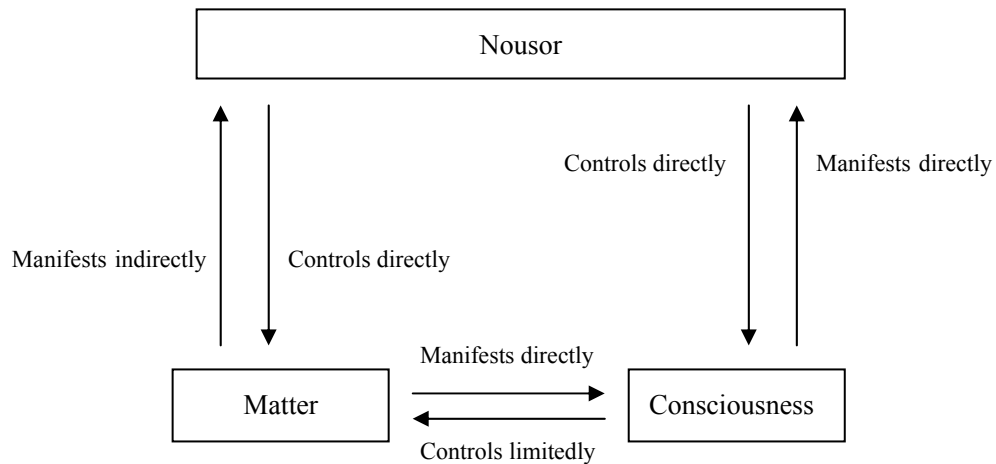 Nousor
Controls directly
Manifests directly
Manifests indirectly
Controls directly
Manifests directly
Matter
Consciousness
Controls limitedly